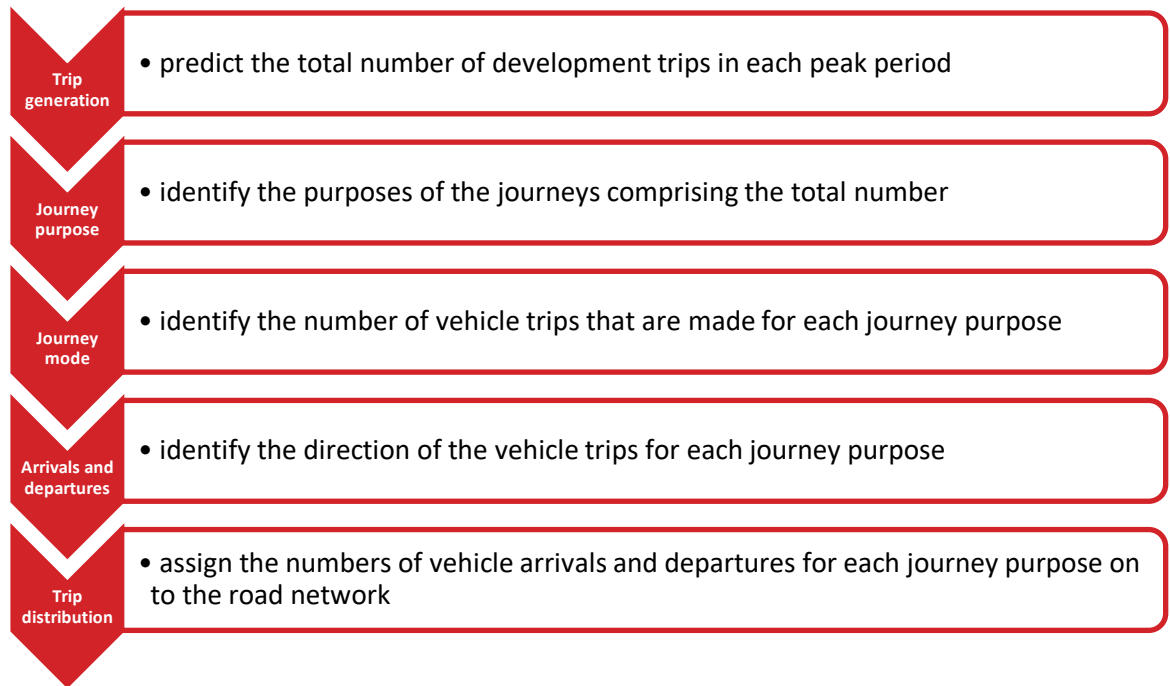 Trip
generation
• predict the total number of development trips in each peak period
Journey
purpose
• identify the purposes of the journeys comprising the total number
Journey
mode
• identify the number of vehicle trips that are made for each journey purpose
Arrivals and
departures
• identify the direction of the vehicle trips for each journey purpose
Trip
distribution
• assign the numbers of vehicle arrivals and departures for each journey purpose on
to the road network